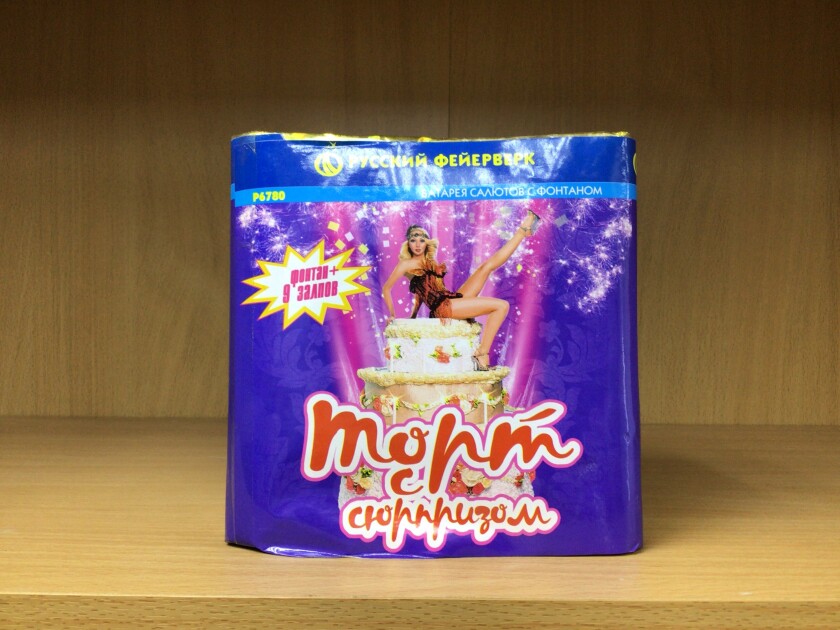 РУССКИЙ ФЕЙЕРВЕРК
Р6780
БАТАРЕЯ САЛЮТОВ С ФОНТАНОМ
фонтан+
9 залпов
Торт
с
сюрпризом